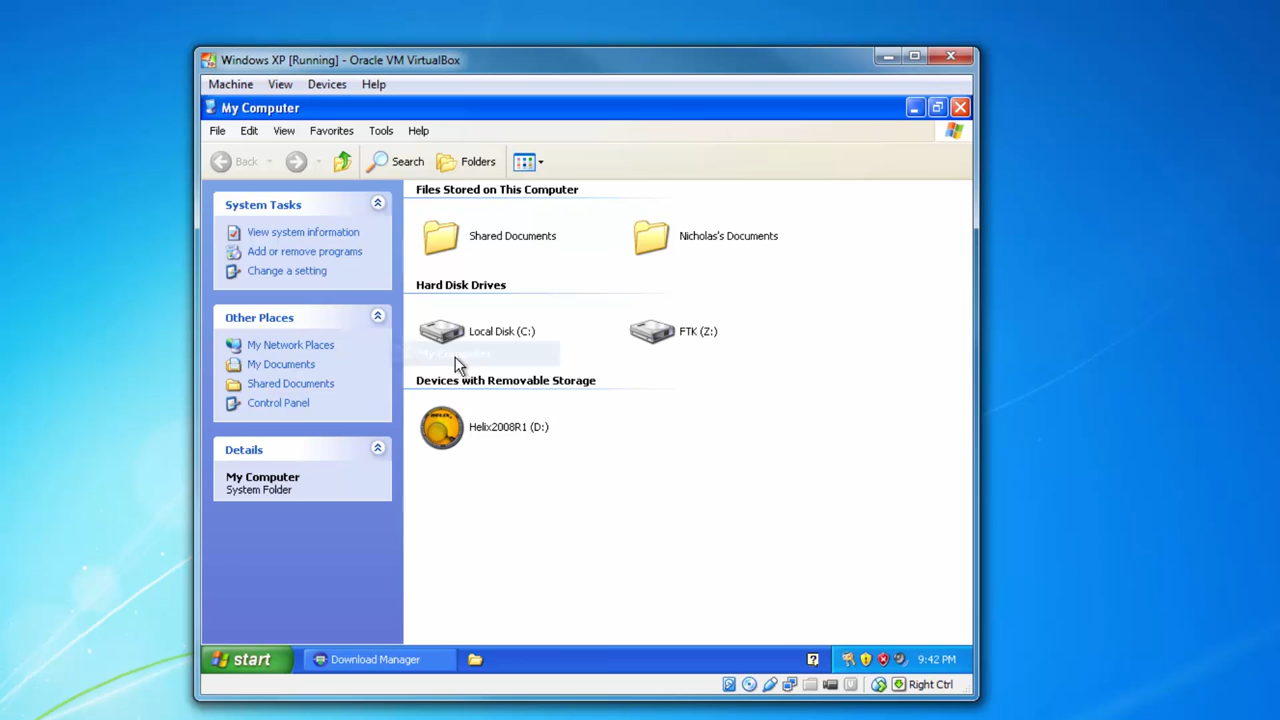 Windows XP [Running] - Oracle VM VirtualBox
Machine View Devices Help
My Computer
File Edit View Favorites Tools Help
Back Search Folders
System Tasks
View system information
Add or remove programs
Change a setting
Other Places
My Network Places
My Documents
Shared Documents
Control Panel
Details
My Computer
System Folder
Files Stored on This Computer
Shared Documents
Nicholas's Documents
Hard Disk Drives
Local Disk (C:)
FTK (Z:)
My Computer
Devices with Removable Storage
Helix2008R1 (D:)
start
Download Manager
9:42 PM
Right Ctrl